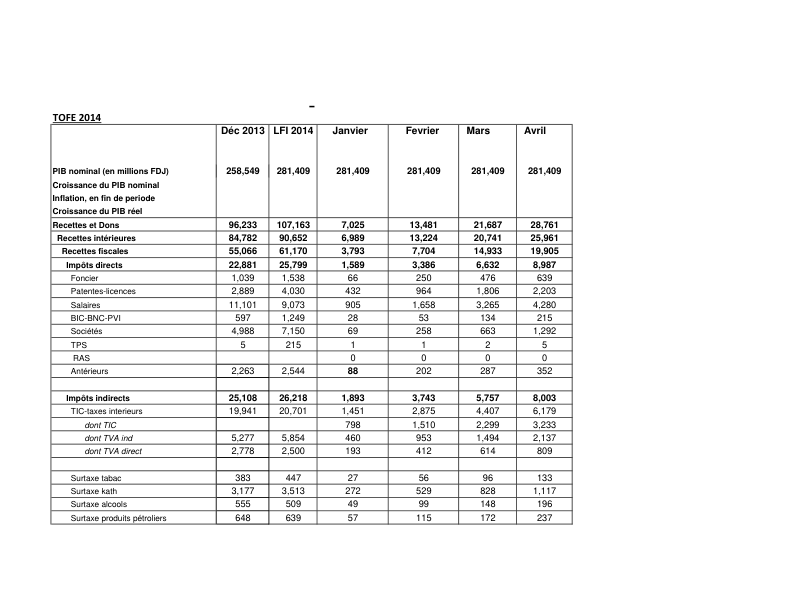 TOFE 2014
Déc 2013 LFI 2014 Janvier Fevrier Mars Avril
PIB nominal (en millions FDJ) 258,549 281,409 281,409 281,409 281,409 281,409
Croissance du PIB nominal
Inflation, en fin de periode
Croissance du PIB réel
Recettes et Dons 96,233 107,163 7,025 13,481 21,687 28,761
Recettes intérieures 84,782 90,652 6,989 13,224 20,741 25,961
Recettes fiscales 55,066 61,170 3,793 7,704 14,933 19,905
Impôts directs 22,881 25,799 1,589 3,386 6,632 8,987
Foncier 1,039 1,538 66 250 476 639
Patentes-licences 2,889 4,030 432 964 1,806 2,203
Salaires 11,101 9,073 905 1,658 3,265 4,280
BIC-BNC-PVI 597 1,249 28 53 134 215
Sociétés 4,988 7,150 69 258 663 1,292
TPS 5 215 1 1 2 5
RAS 0 0 0 0
Antérieurs 2,263 2,544 88 202 287 352
Impôts indirects 25,108 26,218 1,893 3,743 5,757 8,003
TIC-taxes interieurs 19,941 20,701 1,451 2,875 4,407 6,179
dont TIC 798 1,510 2,299 3,233
dont TVA ind 5,277 5,854 460 953 1,494 2,137
dont TVA direct 2,778 2,500 193 412 614 809
Surtaxe tabac 383 447 27 56 96 133
Surtaxe kath 3,177 3,513 272 529 828 1,117
Surtaxe alcools 555 509 49 99 148 196
Surtaxe produits pétroliers 648 639 57 115 172 237